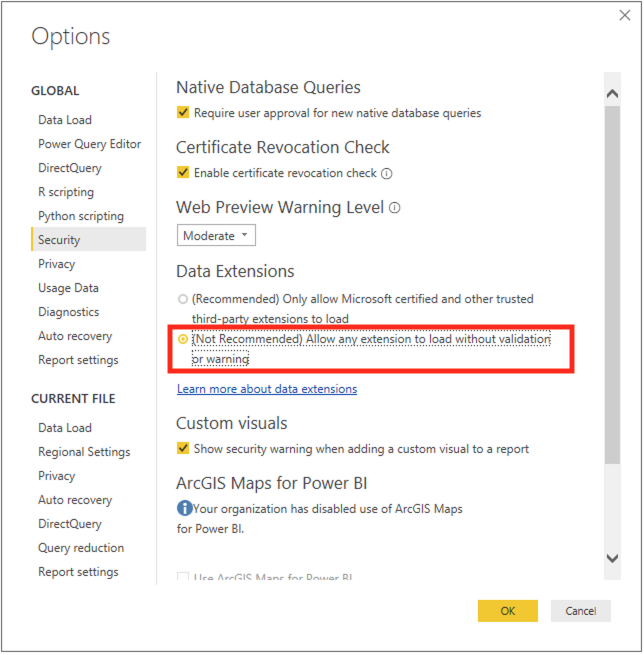 Options
GLOBAL
Data Load
Power Query Editor
DirectQuery
R scripting
Python scripting
Security
Privacy
Usage Data
Diagnostics
Auto recovery
Report settings
CURRENT FILE
Data Load
Regional Settings
Privacy
Auto recovery
DirectQuery
Query reduction
Report settings
Native Database Queries
Require user approval for new native database queries
Certificate Revocation Check
Enable certificate revocation check
Web Preview Warning Level
Moderate
Data Extensions
(Recommended) Only allow Microsoft certified and other trusted
third-party extensions to load
(Not Recommended) Allow any extension to load without validation
or warning
Learn more about data extensions
Custom visuals
Show security warning when adding a custom visual to a report
ArcGIS Maps for Power BI
Your organization has disabled use of ArcGIS Maps
for Power BI.
Use ArcGIS Maps for Power BI
OK
Cancel